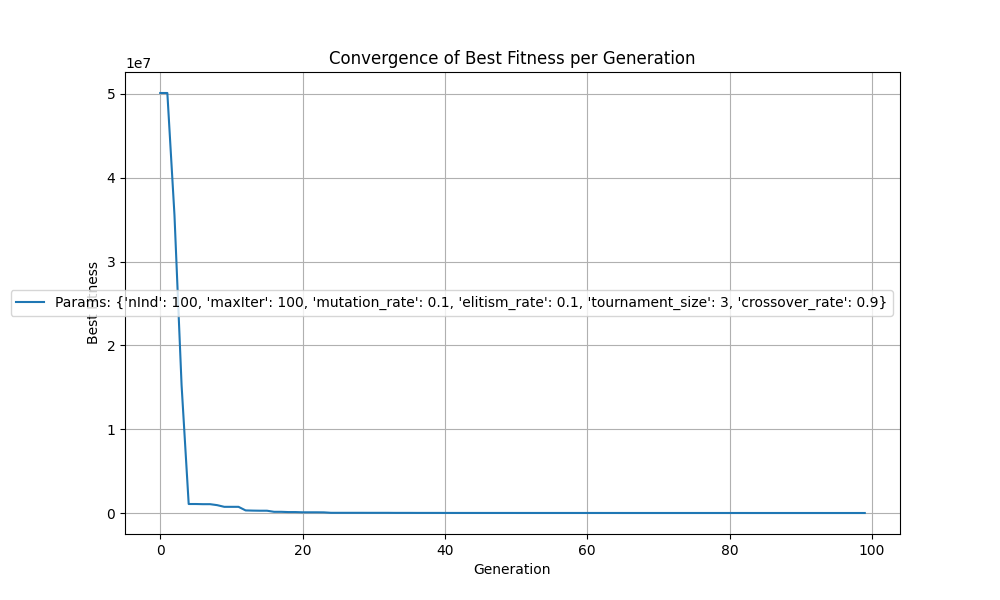 Convergence of Best Fitness per Generation
1e7
5
4
3
2
1
0
Best
ness
Params: {'nInd': 100, 'maxIter': 100, 'mutation_rate': 0.1, 'elitism_rate': 0.1, 'tournament_size': 3, 'crossover_rate': 0.9}
0 20 40 60 80 100
Generation